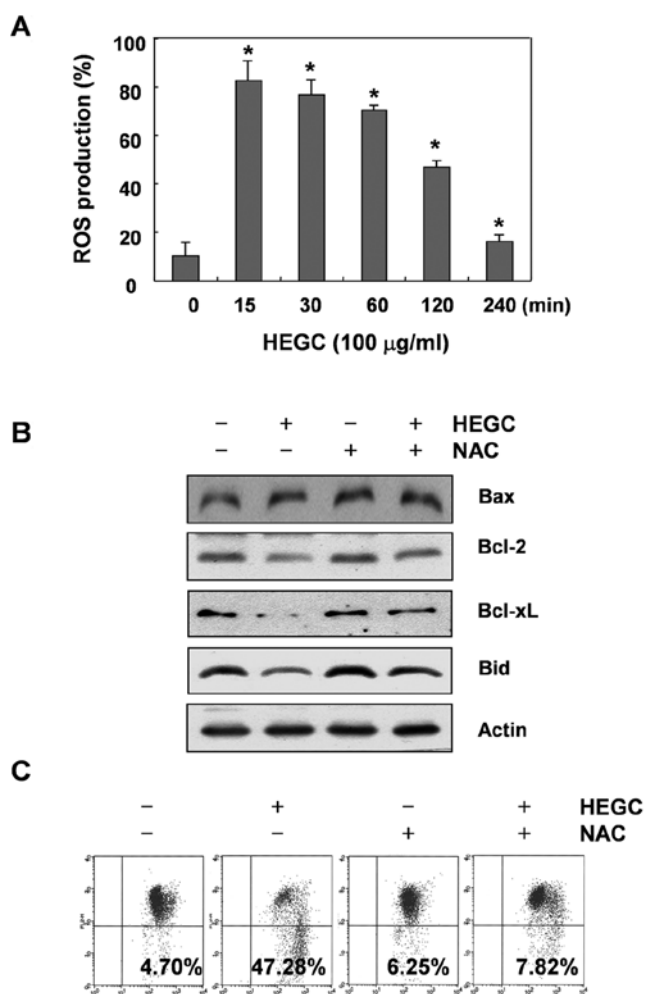 A
ROS production (%)
100
80
60
40
20
0
* * * * *
0 15 30 60 120 240 (min)
HEGC (100 μg/ml)
B
− + − + HEGC
− − + + NAC
Bax
Bcl-2
Bcl-xL
Bid
Actin
C
− + − + HEGC
− − + + NAC
4.70% 47.28% 6.25% 7.82%